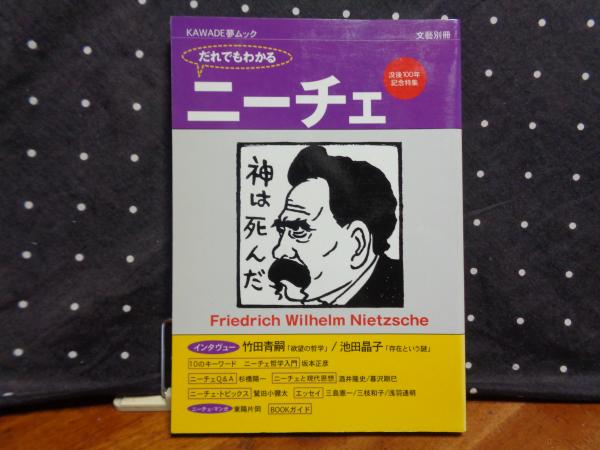 KAWADE夢ムック
文藝別冊
だれでもわかる
ニーチェ
没後100年
記念特集
神は死んだ
Friedrich Wilhelm Nietzsche
インタヴュー 竹田青嗣「欲望の哲学」/池田晶子「存在という謎」
10のキーワード ニーチェ哲学入門 坂本正彦
ニーチェQ&A 杉橋陽一 ニーチェと現代思想 酒井隆史/暮沢剛巳
ニーチェ・トピックス 鷲田小彌太 エッセイ 三島憲一/三枝和子/浅羽通明
ニーチェ・マンガ 東陽片岡 BOOKガイド